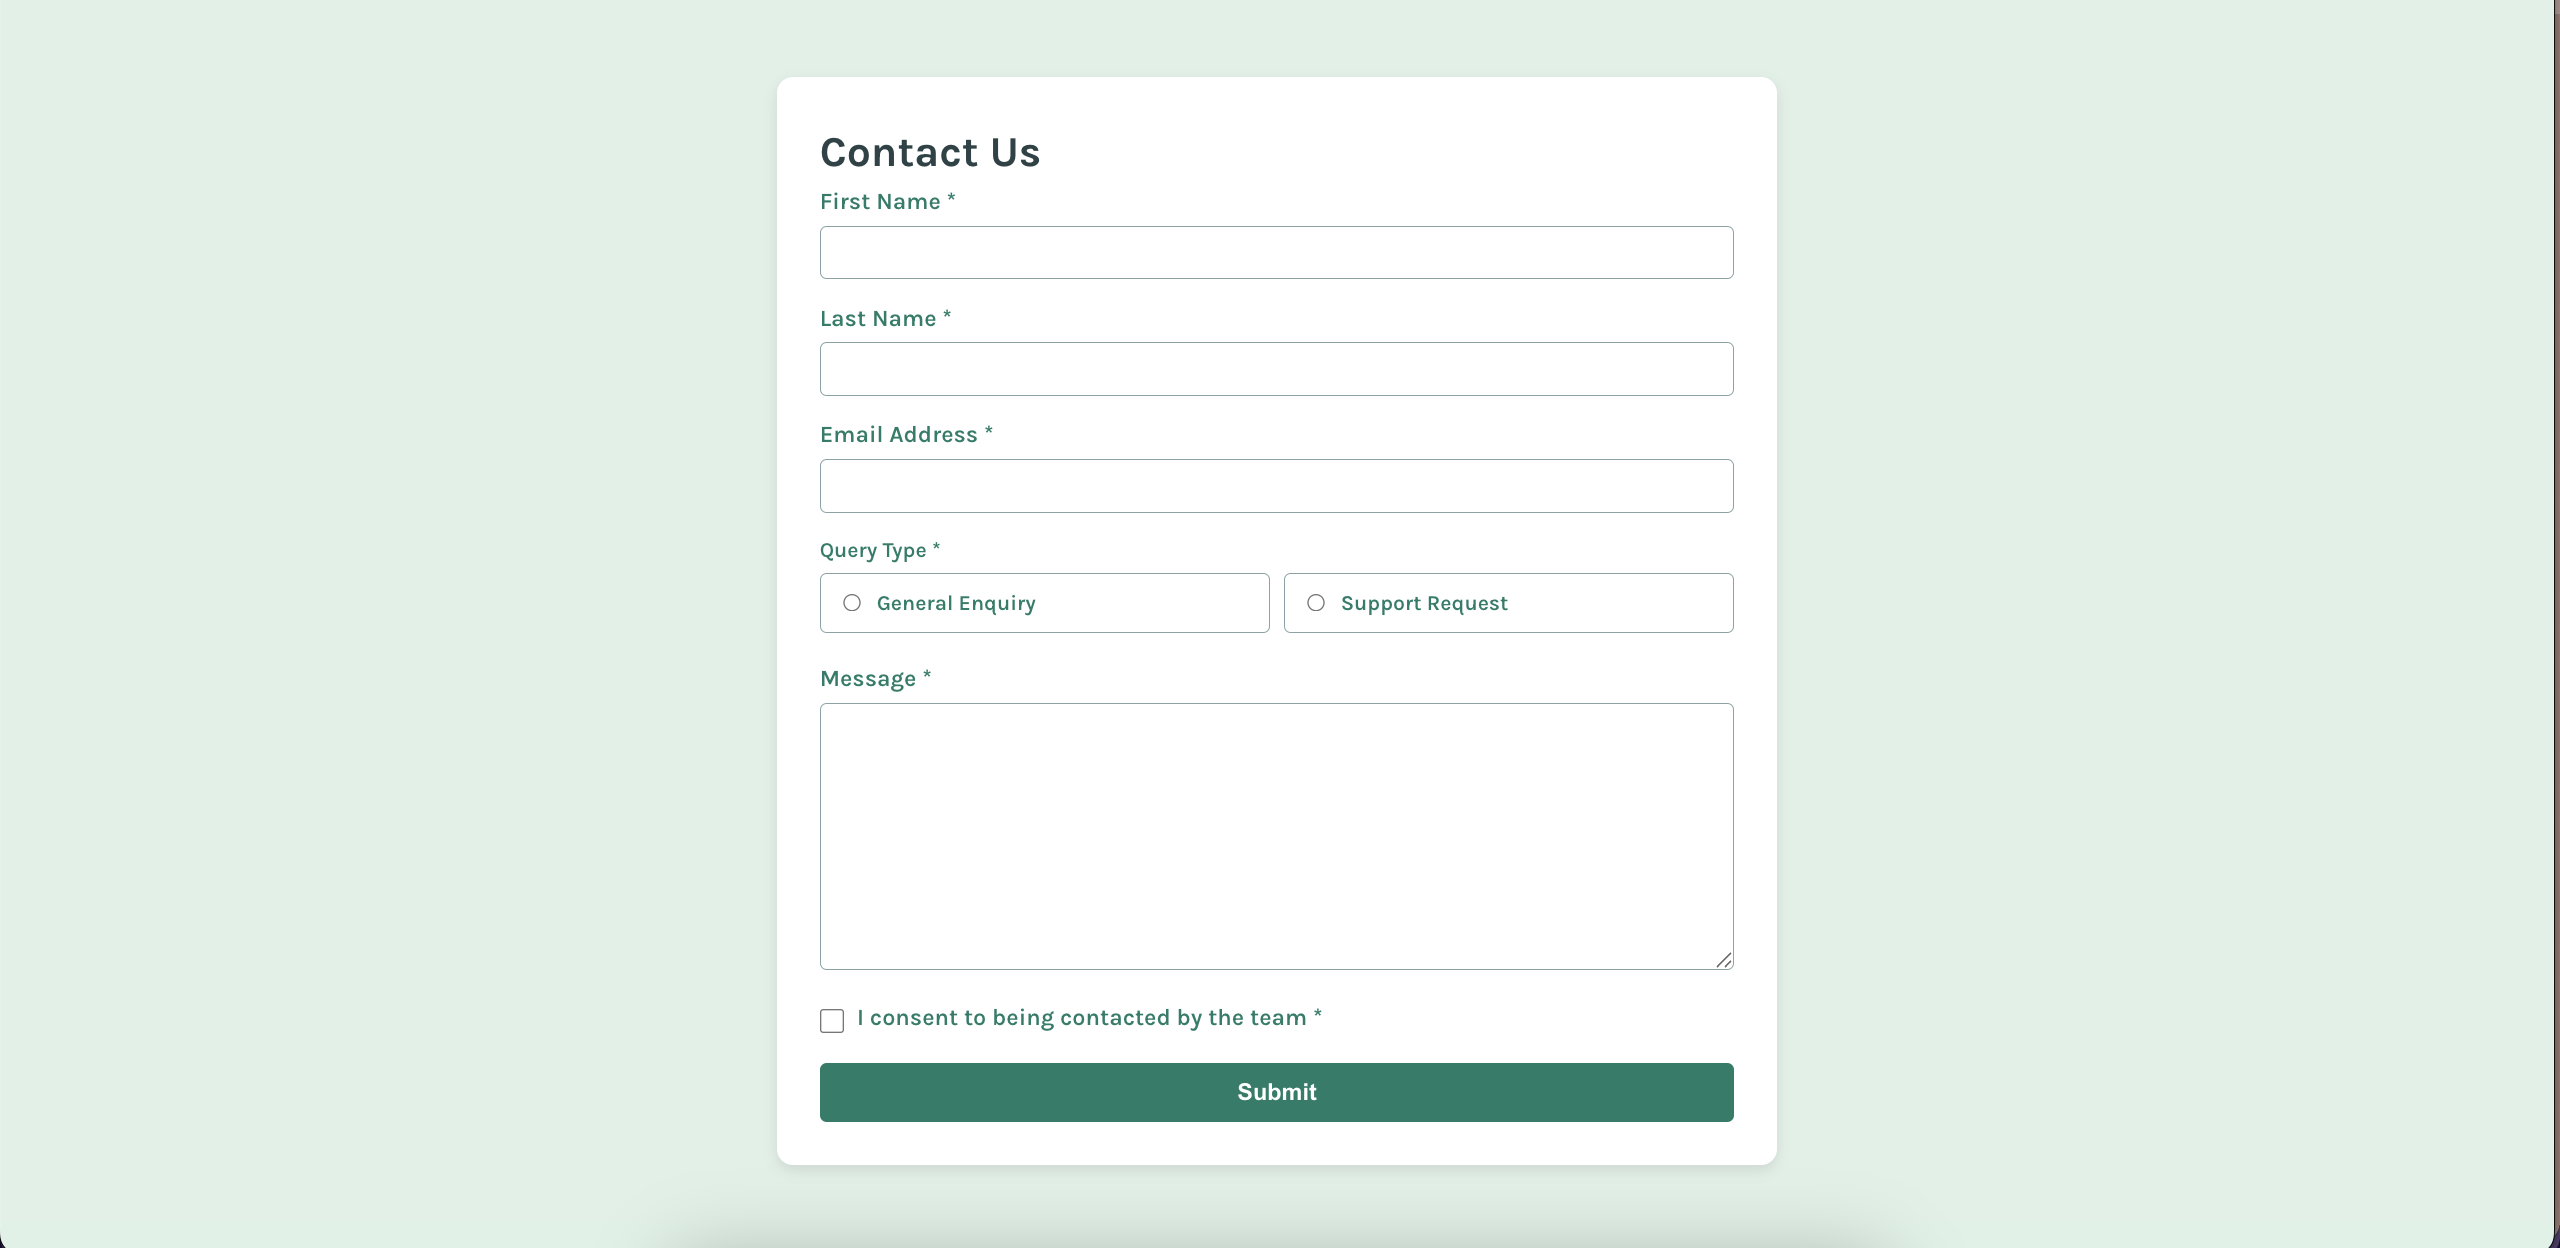 Contact Us
First Name *
Last Name *
Email Address *
Query Type *
General Enquiry
Support Request
Message *
I consent to being contacted by the team *
Submit